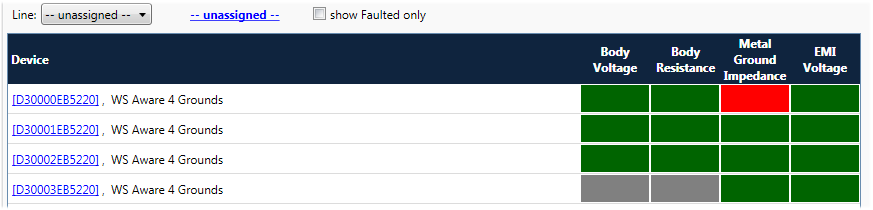 Line: -- unassigned -- -- unassigned -- show Faulted only
Device Body Voltage Body Resistance Metal Ground Impedance EMI Voltage
[D30000EB5220] , WS Aware 4 Grounds
[D30001EB5220] , WS Aware 4 Grounds
[D30002EB5220] , WS Aware 4 Grounds
[D30003EB5220] , WS Aware 4 Grounds